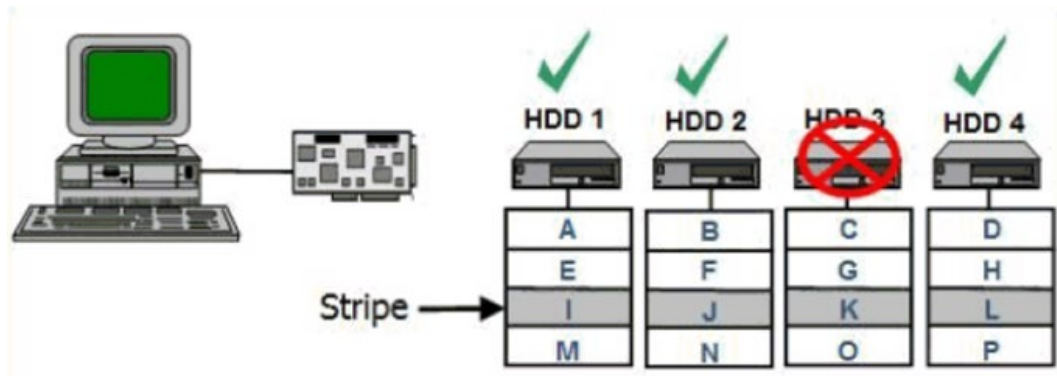 HDD 1 HDD 2 HDD 3 HDD 4
A B C D
E F G H
Stripe I J K L
M N O P